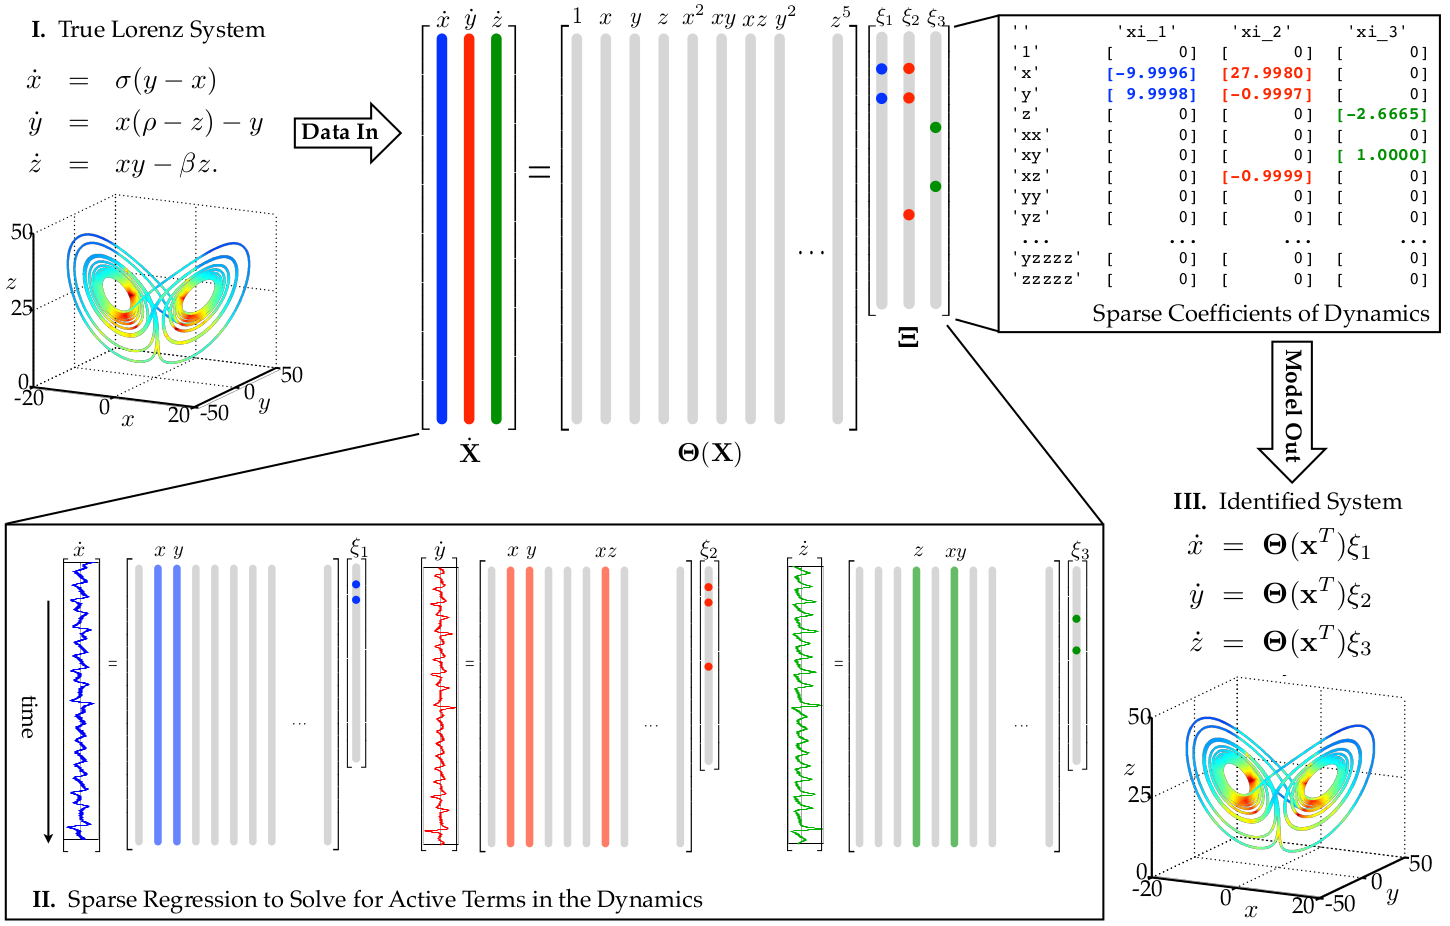 I. True Lorenz System
ẋ = σ(y − x)
ẏ = x(ρ − z) − y
ż = xy − βz.
Data In
50
z
25
0
-20
0
x
20
-50
0
y
50
ẋ ẏ ż
Ẋ
=
1 x y z x² xy xz y² z⁵
...
Θ(X)
ξ₁ ξ₂ ξ₃
Ξ
'' 'xi_1' 'xi_2' 'xi_3'
'1' [ 0] [ 0] [ 0]
'x' [-9.9996] [27.9980] [ 0]
'y' [ 9.9998] [-0.9997] [ 0]
'z' [ 0] [ 0] [-2.6665]
'xx' [ 0] [ 0] [ 0]
'xy' [ 0] [ 0] [ 1.0000]
'xz' [ 0] [-0.9999] [ 0]
'yy' [ 0] [ 0] [ 0]
'yz' [ 0] [ 0] [ 0]
... ... ... ...
'yzzzz' [ 0] [ 0] [ 0]
'zzzzz' [ 0] [ 0] [ 0]
Sparse Coefficients of Dynamics
Model Out
time
ẋ = x y ... ξ₁
ẏ = x y xz ... ξ₂
ż = z xy ... ξ₃
II. Sparse Regression to Solve for Active Terms in the Dynamics
III. Identified System
ẋ = Θ(xᵀ)ξ₁
ẏ = Θ(xᵀ)ξ₂
ż = Θ(xᵀ)ξ₃
50
z
25
0
-20
0
x
20
-50
0
y
50